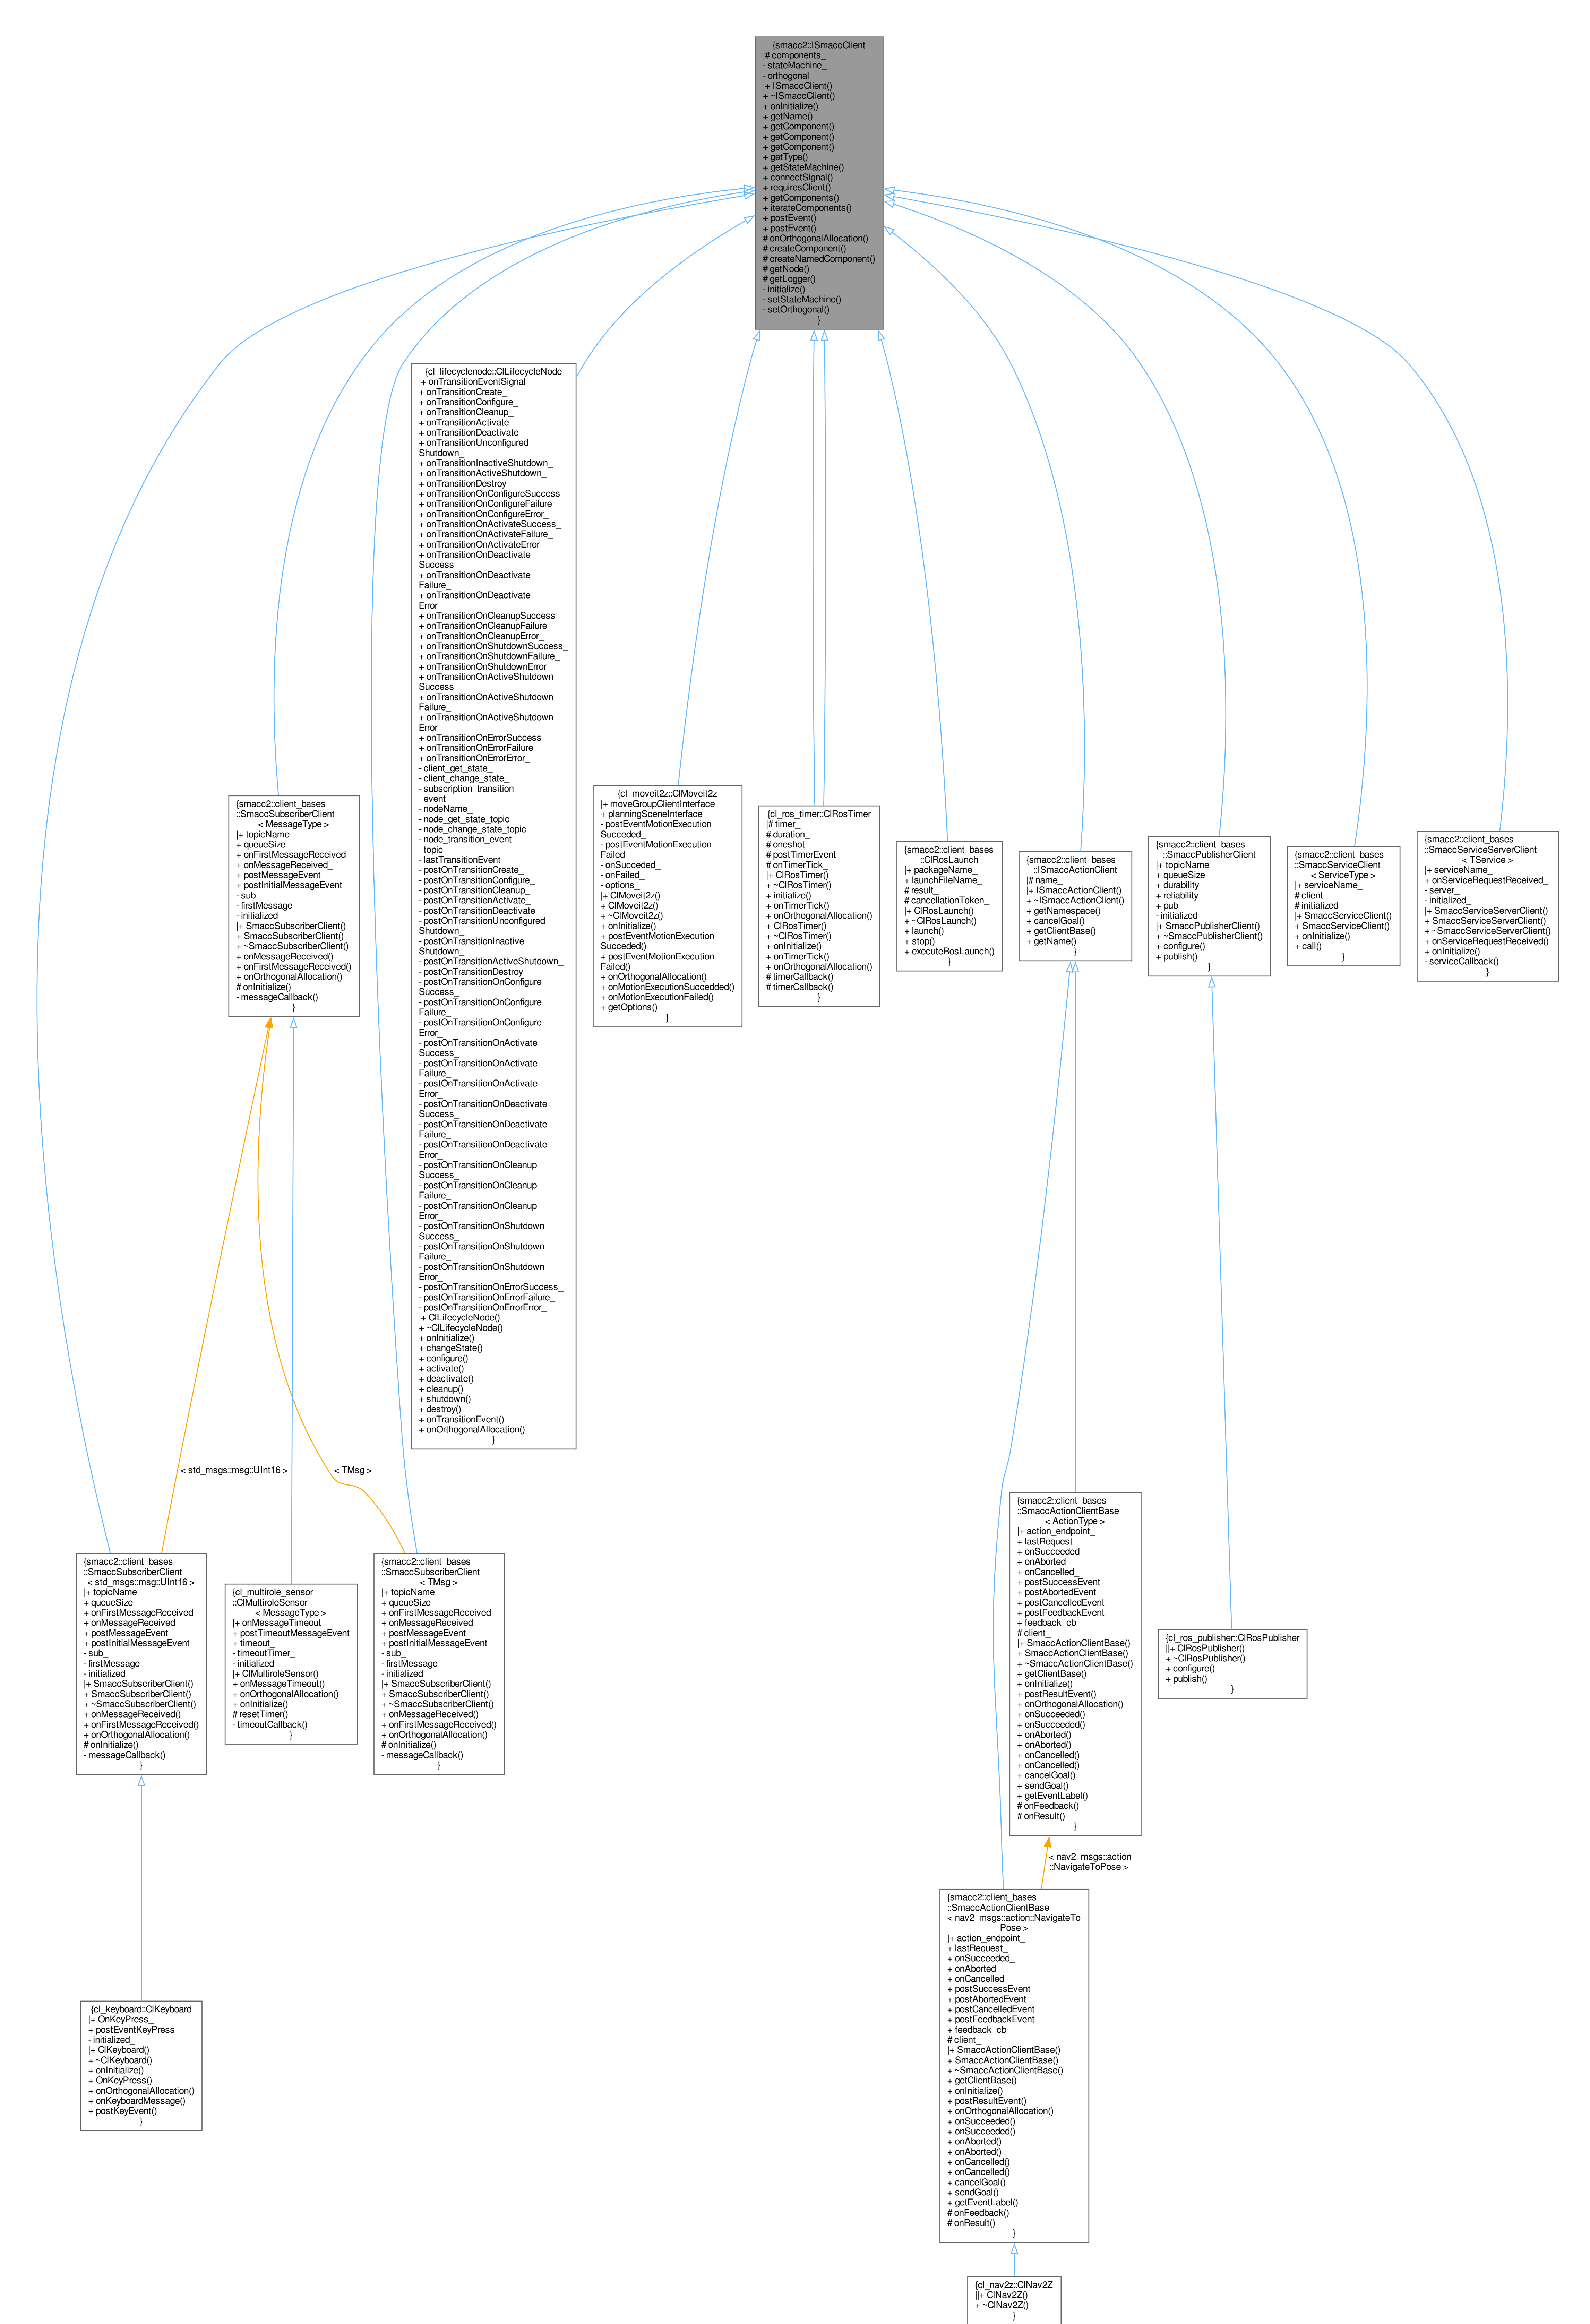 {smacc2::ISmaccClient
|# components_
- stateMachine_
- orthogonal_
|+ ISmaccClient()
+ ~ISmaccClient()
+ onInitialize()
+ getName()
+ getComponent()
+ getComponent()
+ getComponent()
+ getType()
+ getStateMachine()
+ connectSignal()
+ requiresClient()
+ getComponents()
+ iterateComponents()
+ postEvent()
+ postEvent()
# onOrthogonalAllocation()
# createComponent()
# createNamedComponent()
# getNode()
# getLogger()
- initialize()
- setStateMachine()
- setOrthogonal()
}
{cl_lifecyclenode::ClLifecycleNode
|+ onTransitionEventSignal
+ onTransitionCreate_
+ onTransitionConfigure_
+ onTransitionCleanup_
+ onTransitionActivate_
+ onTransitionDeactivate_
+ onTransitionUnconfigured
Shutdown_
+ onTransitionInactiveShutdown_
+ onTransitionActiveShutdown_
+ onTransitionDestroy_
+ onTransitionOnConfigureSuccess_
+ onTransitionOnConfigureFailure_
+ onTransitionOnConfigureError_
+ onTransitionOnActivateSuccess_
+ onTransitionOnActivateFailure_
+ onTransitionOnActivateError_
+ onTransitionOnDeactivate
Success_
+ onTransitionOnDeactivate
Failure_
+ onTransitionOnDeactivate
Error_
+ onTransitionOnCleanupSuccess_
+ onTransitionOnCleanupFailure_
+ onTransitionOnCleanupError_
+ onTransitionOnShutdownSuccess_
+ onTransitionOnShutdownFailure_
+ onTransitionOnShutdownError_
+ onTransitionOnActiveShutdown
Success_
+ onTransitionOnActiveShutdown
Failure_
+ onTransitionOnActiveShutdown
Error_
+ onTransitionOnErrorSuccess_
+ onTransitionOnErrorFailure_
+ onTransitionOnErrorError_
- client_get_state_
- client_change_state_
- subscription_transition
_event_
- nodeName_
- node_get_state_topic
- node_change_state_topic
- node_transition_event
_topic
- lastTransitionEvent_
- postOnTransitionCreate_
- postOnTransitionConfigure_
- postOnTransitionCleanup_
- postOnTransitionActivate_
- postOnTransitionDeactivate_
- postOnTransitionUnconfigured
Shutdown_
- postOnTransitionInactive
Shutdown_
- postOnTransitionActiveShutdown_
- postOnTransitionDestroy_
- postOnTransitionOnConfigure
Success_
- postOnTransitionOnConfigure
Failure_
- postOnTransitionOnConfigure
Error_
- postOnTransitionOnActivate
Success_
- postOnTransitionOnActivate
Failure_
- postOnTransitionOnActivate
Error_
- postOnTransitionOnDeactivate
Success_
- postOnTransitionOnDeactivate
Failure_
- postOnTransitionOnDeactivate
Error_
- postOnTransitionOnCleanup
Success_
- postOnTransitionOnCleanup
Failure_
- postOnTransitionOnCleanup
Error_
- postOnTransitionOnShutdown
Success_
- postOnTransitionOnShutdown
Failure_
- postOnTransitionOnShutdown
Error_
- postOnTransitionOnErrorSuccess_
- postOnTransitionOnErrorFailure_
- postOnTransitionOnErrorError_
|+ ClLifecycleNode()
+ ~ClLifecycleNode()
+ onInitialize()
+ changeState()
+ configure()
+ activate()
+ deactivate()
+ cleanup()
+ shutdown()
+ destroy()
+ onTransitionEvent()
+ onOrthogonalAllocation()
}
{smacc2::client_bases
::SmaccSubscriberClient
< MessageType >
|+ topicName
+ queueSize
+ onFirstMessageReceived_
+ onMessageReceived_
+ postMessageEvent
+ postInitialMessageEvent
- sub_
- firstMessage_
- initialized_
|+ SmaccSubscriberClient()
+ SmaccSubscriberClient()
+ ~SmaccSubscriberClient()
+ onMessageReceived()
+ onFirstMessageReceived()
+ onOrthogonalAllocation()
# onInitialize()
- messageCallback()
}
{cl_moveit2z::ClMoveit2z
|+ moveGroupClientInterface
+ planningSceneInterface
- postEventMotionExecution
Succeded_
- postEventMotionExecution
Failed_
- onSucceded_
- onFailed_
- options_
|+ ClMoveit2z()
+ ClMoveit2z()
+ ~ClMoveit2z()
+ onInitialize()
+ postEventMotionExecution
Succeded()
+ postEventMotionExecution
Failed()
+ onOrthogonalAllocation()
+ onMotionExecutionSuccedded()
+ onMotionExecutionFailed()
+ getOptions()
}
{cl_ros_timer::ClRosTimer
|# timer_
# duration_
# oneshot_
# postTimerEvent_
# onTimerTick_
|+ ClRosTimer()
+ ~ClRosTimer()
+ initialize()
+ onTimerTick()
+ onOrthogonalAllocation()
+ ClRosTimer()
+ ~ClRosTimer()
+ onInitialize()
+ onTimerTick()
+ onOrthogonalAllocation()
# timerCallback()
# timerCallback()
}
{smacc2::client_bases
::ClRosLaunch
|+ packageName_
+ launchFileName_
# result_
# cancellationToken_
|+ ClRosLaunch()
+ ~ClRosLaunch()
+ launch()
+ stop()
+ executeRosLaunch()
}
{smacc2::client_bases
::ISmaccActionClient
|# name_
|+ ISmaccActionClient()
+ ~ISmaccActionClient()
+ getNamespace()
+ cancelGoal()
+ getClientBase()
+ getName()
}
{smacc2::client_bases
::SmaccPublisherClient
|+ topicName
+ queueSize
+ durability
+ reliability
+ pub_
- initialized_
|+ SmaccPublisherClient()
+ ~SmaccPublisherClient()
+ configure()
+ publish()
}
{smacc2::client_bases
::SmaccServiceClient
< ServiceType >
|+ serviceName_
# client_
# initialized_
|+ SmaccServiceClient()
+ SmaccServiceClient()
+ onInitialize()
+ call()
}
{smacc2::client_bases
::SmaccServiceServerClient
< TService >
|+ serviceName_
+ onServiceRequestReceived_
- server_
- initialized_
|+ SmaccServiceServerClient()
+ SmaccServiceServerClient()
+ ~SmaccServiceServerClient()
+ onServiceRequestReceived()
+ onInitialize()
- serviceCallback()
}
< std_msgs::msg::UInt16 >
< TMsg >
{smacc2::client_bases
::SmaccSubscriberClient
< std_msgs::msg::UInt16 >
|+ topicName
+ queueSize
+ onFirstMessageReceived_
+ onMessageReceived_
+ postMessageEvent
+ postInitialMessageEvent
- sub_
- firstMessage_
- initialized_
|+ SmaccSubscriberClient()
+ SmaccSubscriberClient()
+ ~SmaccSubscriberClient()
+ onMessageReceived()
+ onFirstMessageReceived()
+ onOrthogonalAllocation()
# onInitialize()
- messageCallback()
}
{cl_multirole_sensor
::ClMultiroleSensor
< MessageType >
|+ onMessageTimeout_
+ postTimeoutMessageEvent
+ timeout_
- timeoutTimer_
- initialized_
|+ ClMultiroleSensor()
+ onMessageTimeout()
+ onOrthogonalAllocation()
+ onInitialize()
# resetTimer()
- timeoutCallback()
}
{smacc2::client_bases
::SmaccSubscriberClient
< TMsg >
|+ topicName
+ queueSize
+ onFirstMessageReceived_
+ onMessageReceived_
+ postMessageEvent
+ postInitialMessageEvent
- sub_
- firstMessage_
- initialized_
|+ SmaccSubscriberClient()
+ SmaccSubscriberClient()
+ ~SmaccSubscriberClient()
+ onMessageReceived()
+ onFirstMessageReceived()
+ onOrthogonalAllocation()
# onInitialize()
- messageCallback()
}
{smacc2::client_bases
::SmaccActionClientBase
< ActionType >
|+ action_endpoint_
+ lastRequest_
+ onSucceeded_
+ onAborted_
+ onCancelled_
+ postSuccessEvent
+ postAbortedEvent
+ postCancelledEvent
+ postFeedbackEvent
+ feedback_cb
# client_
|+ SmaccActionClientBase()
+ SmaccActionClientBase()
+ ~SmaccActionClientBase()
+ getClientBase()
+ onInitialize()
+ postResultEvent()
+ onOrthogonalAllocation()
+ onSucceeded()
+ onSucceeded()
+ onAborted()
+ onAborted()
+ onCancelled()
+ onCancelled()
+ cancelGoal()
+ sendGoal()
+ getEventLabel()
# onFeedback()
# onResult()
}
{cl_ros_publisher::ClRosPublisher
||+ ClRosPublisher()
+ ~ClRosPublisher()
+ configure()
+ publish()
}
< nav2_msgs::action
::NavigateToPose >
{smacc2::client_bases
::SmaccActionClientBase
< nav2_msgs::action::NavigateTo
Pose >
|+ action_endpoint_
+ lastRequest_
+ onSucceeded_
+ onAborted_
+ onCancelled_
+ postSuccessEvent
+ postAbortedEvent
+ postCancelledEvent
+ postFeedbackEvent
+ feedback_cb
# client_
|+ SmaccActionClientBase()
+ SmaccActionClientBase()
+ ~SmaccActionClientBase()
+ getClientBase()
+ onInitialize()
+ postResultEvent()
+ onOrthogonalAllocation()
+ onSucceeded()
+ onSucceeded()
+ onAborted()
+ onAborted()
+ onCancelled()
+ onCancelled()
+ cancelGoal()
+ sendGoal()
+ getEventLabel()
# onFeedback()
# onResult()
}
{cl_keyboard::ClKeyboard
|+ OnKeyPress_
+ postEventKeyPress
- initialized_
|+ ClKeyboard()
+ ~ClKeyboard()
+ onInitialize()
+ OnKeyPress()
+ onOrthogonalAllocation()
+ onKeyboardMessage()
+ postKeyEvent()
}
{cl_nav2z::ClNav2Z
||+ ClNav2Z()
+ ~ClNav2Z()
}